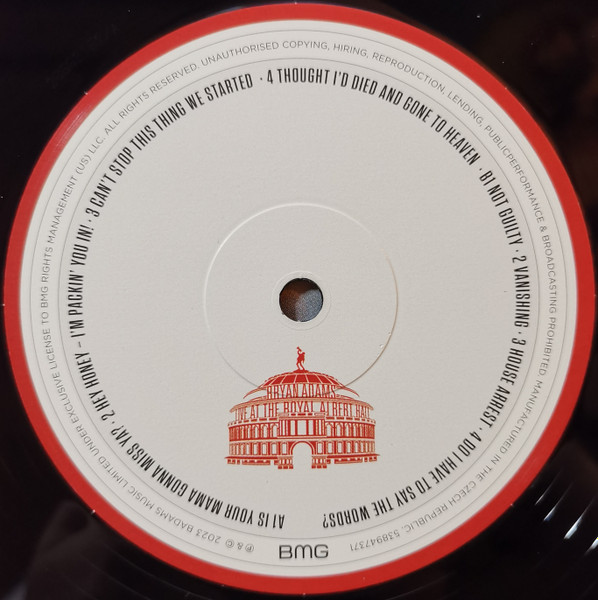 A1 IS YOUR MAMA GONNA MISS YA? · 2 HEY HONEY – I'M PACKIN' YOU IN! · 3 CAN'T STOP THIS THING WE STARTED · 4 THOUGHT I'D DIED AND GONE TO HEAVEN · B1 NOT GUILTY · 2 VANISHING · 3 HOUSE ARREST · 4 DO I HAVE TO SAY THE WORDS?
℗ & © 2023 BADAMS MUSIC LIMITED UNDER EXCLUSIVE LICENSE TO BMG RIGHTS MANAGEMENT (US) LLC. ALL RIGHTS RESERVED. UNAUTHORISED COPYING, HIRING, REPRODUCTION, LENDING, PUBLICPERFORMANCE & BROADCASTING PROHIBITED. MANUFACTURED IN THE CZECH REPUBLIC. 538947371
BRYAN ADAMS
LIVE AT THE ROYAL ALBERT HALL
BMG